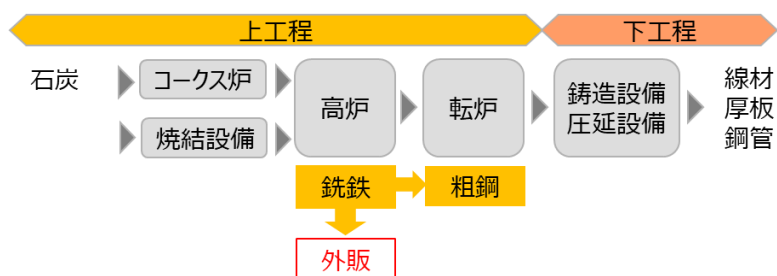 上工程
下工程
石炭
コークス炉
焼結設備
高炉
転炉
鋳造設備
圧延設備
線材
厚板
鋼管
銑鉄
粗鋼
外販